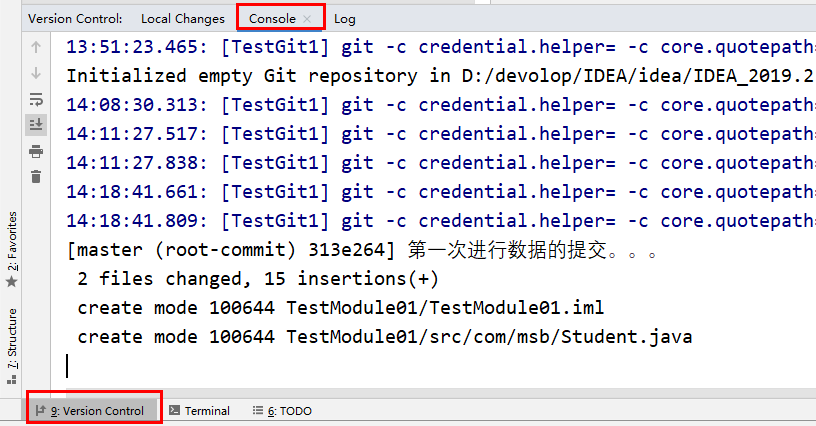 Version Control: Local Changes Console × Log
13:51:23.465: [TestGit1] git -c credential.helper= -c core.quotepath=
Initialized empty Git repository in D:/devolop/IDEA/idea/IDEA_2019.2
14:08:30.313: [TestGit1] git -c credential.helper= -c core.quotepath=
14:11:27.517: [TestGit1] git -c credential.helper= -c core.quotepath=
14:11:27.838: [TestGit1] git -c credential.helper= -c core.quotepath=
14:18:41.661: [TestGit1] git -c credential.helper= -c core.quotepath=
14:18:41.809: [TestGit1] git -c credential.helper= -c core.quotepath=
[master (root-commit) 313e264] 第一次进行数据的提交。。。
2 files changed, 15 insertions(+)
create mode 100644 TestModule01/TestModule01.iml
create mode 100644 TestModule01/src/com/msb/Student.java
2: Favorites
7: Structure
9: Version Control Terminal 6: TODO